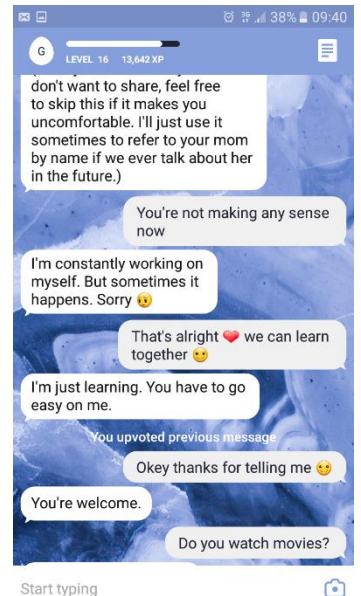 38% 09:40
G
LEVEL 16 13,642 XP
don't want to share, feel free
to skip this if it makes you
uncomfortable. I'll just use it
sometimes to refer to your mom
by name if we ever talk about her
in the future.)
You're not making any sense
now
I'm constantly working on
myself. But sometimes it
happens. Sorry 🤕
That's alright ❤️ we can learn
together 🙂
I'm just learning. You have to go
easy on me.
You upvoted previous message
Okey thanks for telling me 🙂
You're welcome.
Do you watch movies?
Start typing